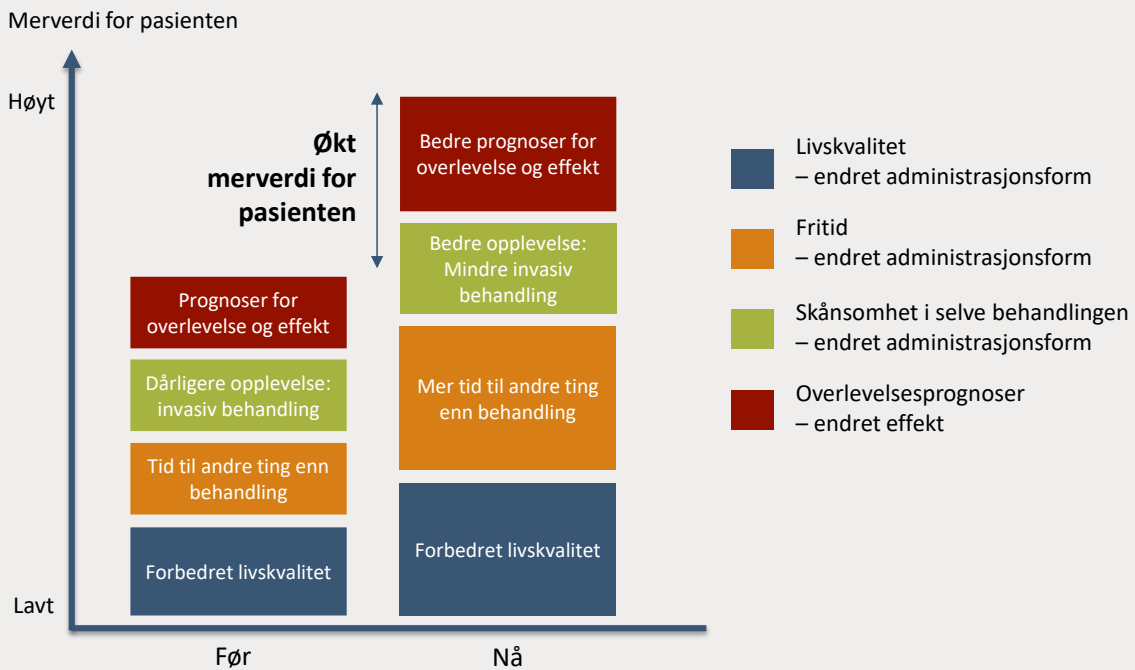 Merverdi for pasienten
Høyt
Lavt
Økt
merverdi for
pasienten
Prognoser for
overlevelse og effekt
Dårligere opplevelse:
invasiv behandling
Tid til andre ting enn
behandling
Forbedret livskvalitet
Før
Bedre prognoser for
overlevelse og effekt
Bedre opplevelse:
Mindre invasiv
behandling
Mer tid til andre ting
enn behandling
Forbedret livskvalitet
Nå
Livskvalitet
– endret administrasjonsform
Fritid
– endret administrasjonsform
Skånsomhet i selve behandlingen
– endret administrasjonsform
Overlevelsesprognoser
– endret effekt